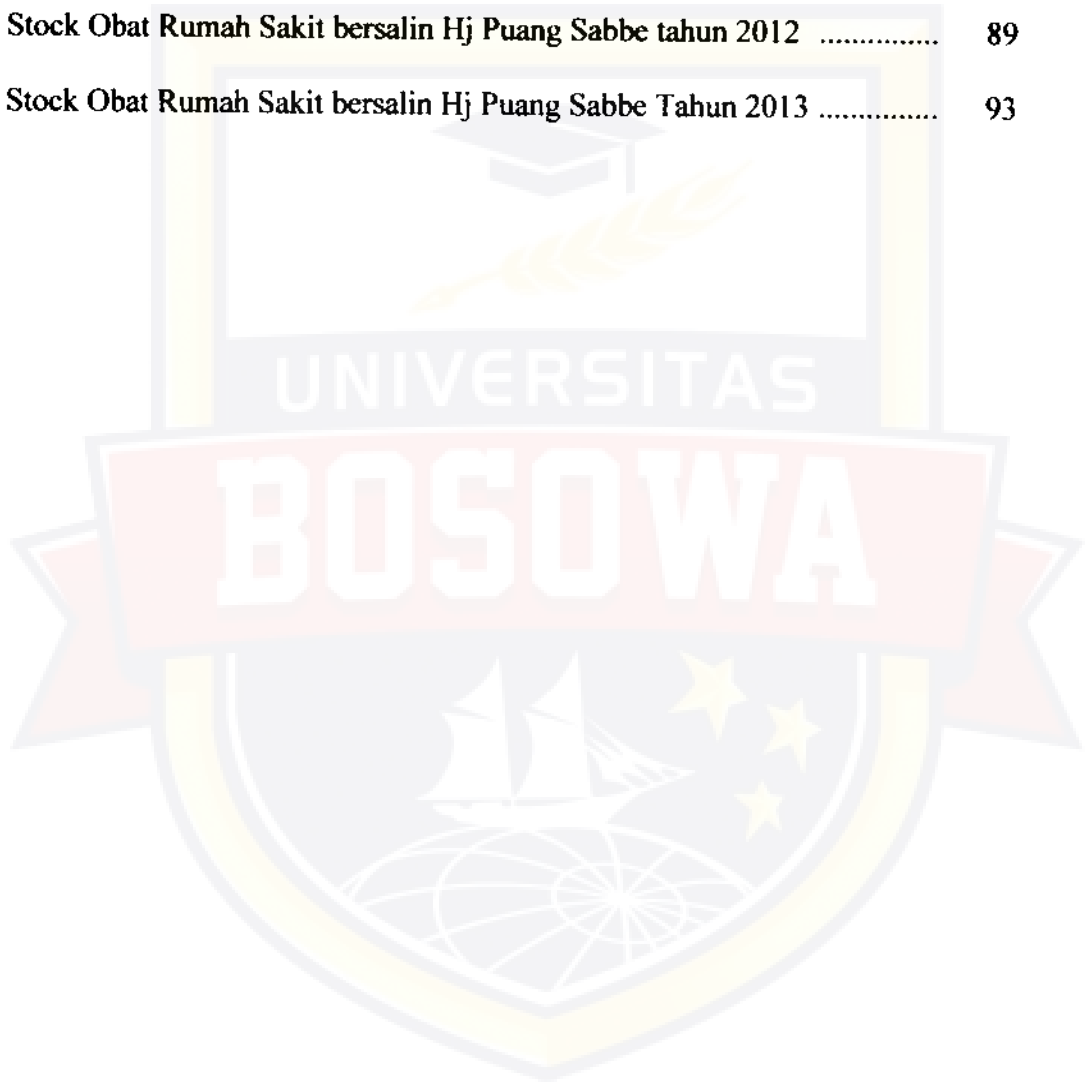 Stock Obat Rumah Sakit bersalin Hj Puang Sabbe tahun 2012 ............... 89
Stock Obat Rumah Sakit bersalin Hj Puang Sabbe Tahun 2013 ............... 93
UNIVERSITAS
BOSOWA